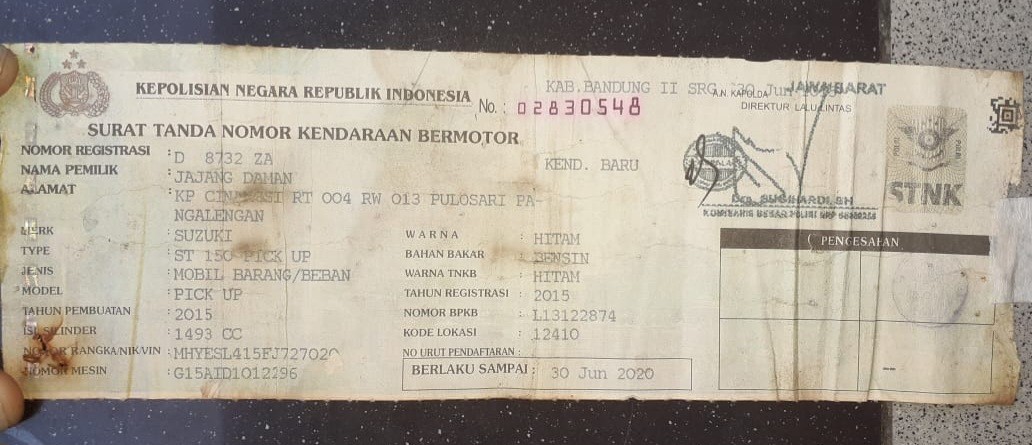 KEPOLISIAN NEGARA REPUBLIK INDONESIA
KAB.BANDUNG II SRG, 30 Jun JAWA BARAT
No.: 02830548
A.N. KAPOLDA
DIREKTUR LALU LINTAS
SURAT TANDA NOMOR KENDARAAN BERMOTOR
NOMOR REGISTRASI : D 8732 ZA
KEND. BARU
NAMA PEMILIK : JAJANG DAMAN
ALAMAT : KP RT 004 RW 013 PULOSARI PA-
NGALENGAN
STNK
MERK : SUZUKI
TYPE : ST 150 PICK UP
JENIS : MOBIL BARANG/BEBAN
MODEL : PICK UP
TAHUN PEMBUATAN : 2015
ISI SILINDER : 1493 CC
NOMOR RANGKA/NIK/VIN : MHYESL415FJ727020
NOMOR MESIN : G15AID1012296
WARNA : HITAM
BAHAN BAKAR : BENSIN
WARNA TNKB : HITAM
TAHUN REGISTRASI : 2015
NOMOR BPKB : L13122874
KODE LOKASI : 12410
NO URUT PENDAFTARAN :
BERLAKU SAMPAI : 30 Jun 2020
PENGESAHAN